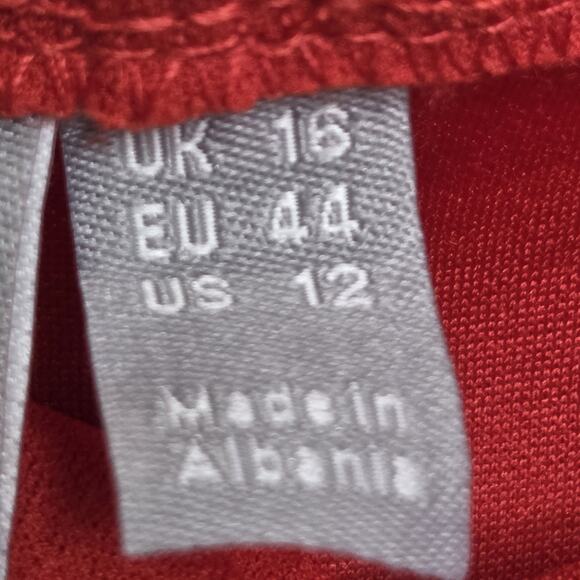 UK 16
EU 44
US 12
Made in
Albania